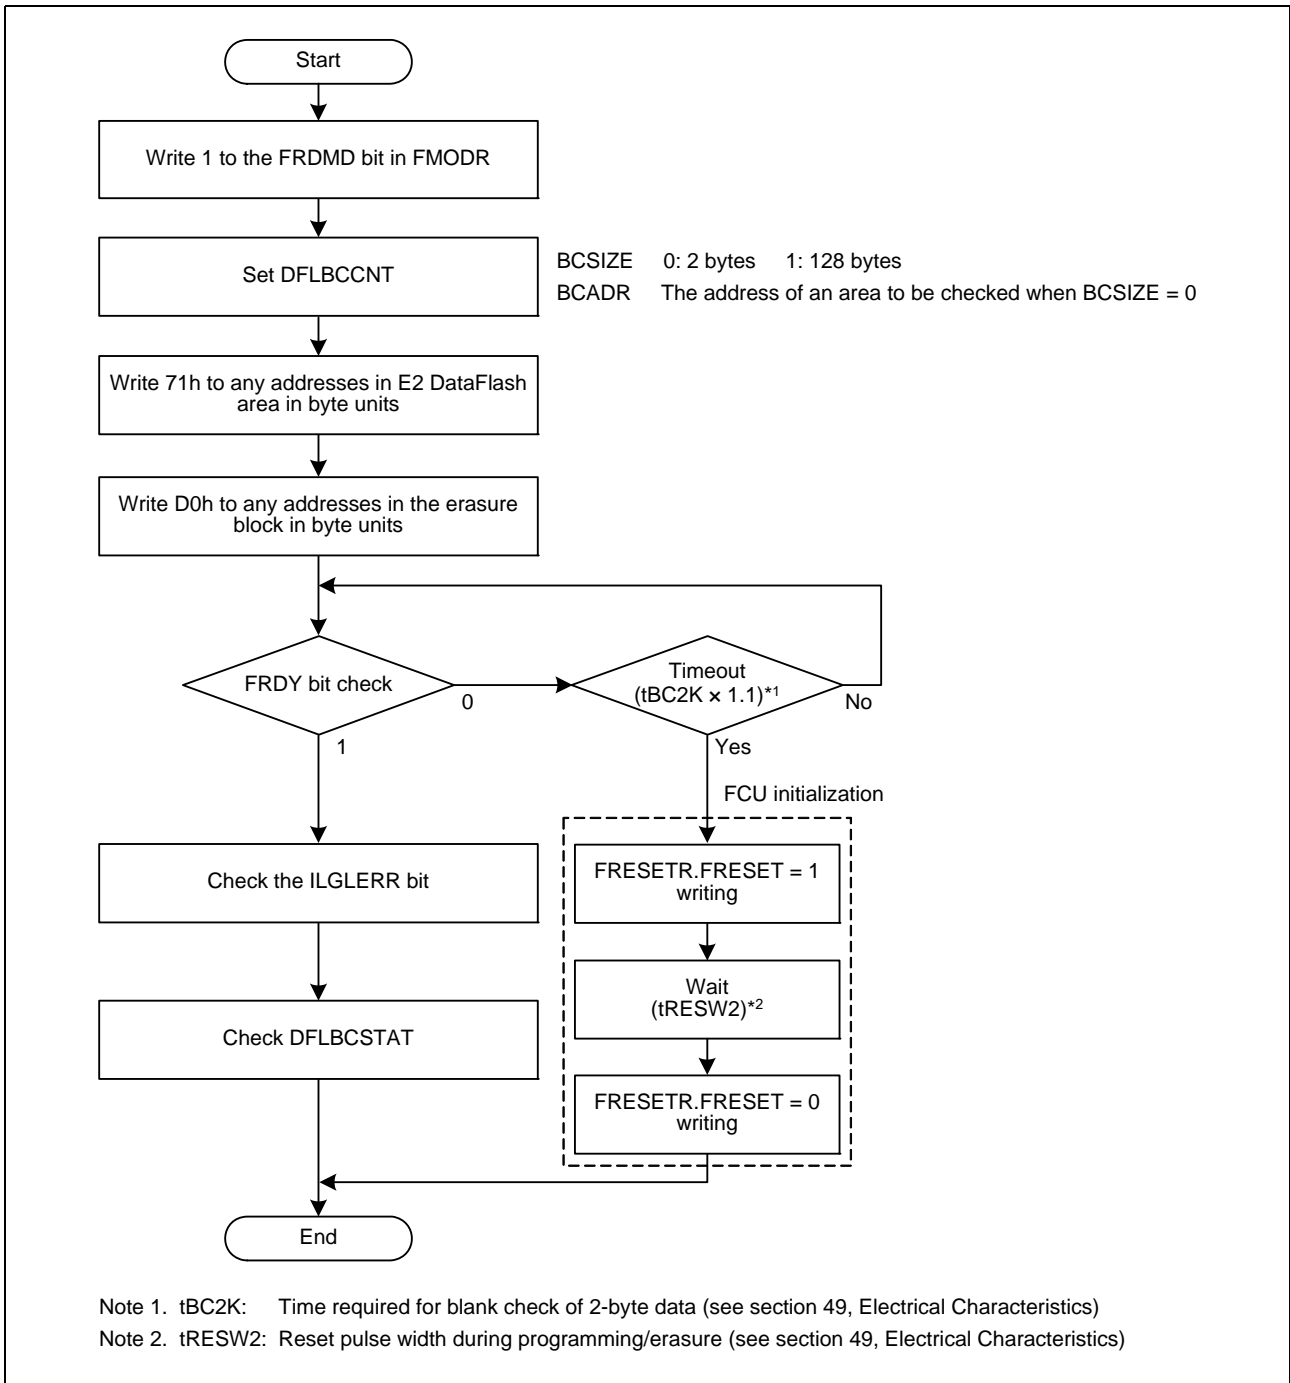 Start
Write 1 to the FRDMD bit in FMODR
Set DFLBCCNT
BCSIZE 0: 2 bytes 1: 128 bytes
BCADR The address of an area to be checked when BCSIZE = 0
Write 71h to any addresses in E2 DataFlash
area in byte units
Write D0h to any addresses in the erasure
block in byte units
FRDY bit check
0
1
Timeout
(tBC2K × 1.1)*1
No
Yes
FCU initialization
FRESETR.FRESET = 1
writing
Wait
(tRESW2)*2
FRESETR.FRESET = 0
writing
Check the ILGLERR bit
Check DFLBCSTAT
End
Note 1. tBC2K: Time required for blank check of 2-byte data (see section 49, Electrical Characteristics)
Note 2. tRESW2: Reset pulse width during programming/erasure (see section 49, Electrical Characteristics)